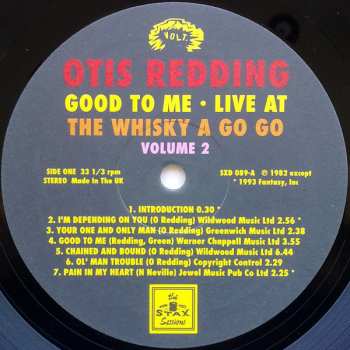 VOLT
OTIS REDDING
GOOD TO ME • LIVE AT
THE WHISKY A GO GO
VOLUME 2
SIDE ONE 33 1/3 rpm
STEREO Made In The UK
SXD 089-A ℗ 1982 except
* 1993 Fantasy, Inc
1. INTRODUCTION 0.30 *
2. I'M DEPENDING ON YOU (O Redding) Wildwood Music Ltd 2.56 *
3. YOUR ONE AND ONLY MAN (O Redding) Greenwich Music Ltd 2.38
4. GOOD TO ME (Redding, Green) Warner Chappell Music Ltd 3.55
5. CHAINED AND BOUND (O Redding) Wildwood Music Ltd 6.44
6. OL' MAN TROUBLE (O Redding) Copyright Control 2.29
7. PAIN IN MY HEART (N Neville) Jewel Music Pub Co Ltd 2.25 *
the
STAX
Sessions